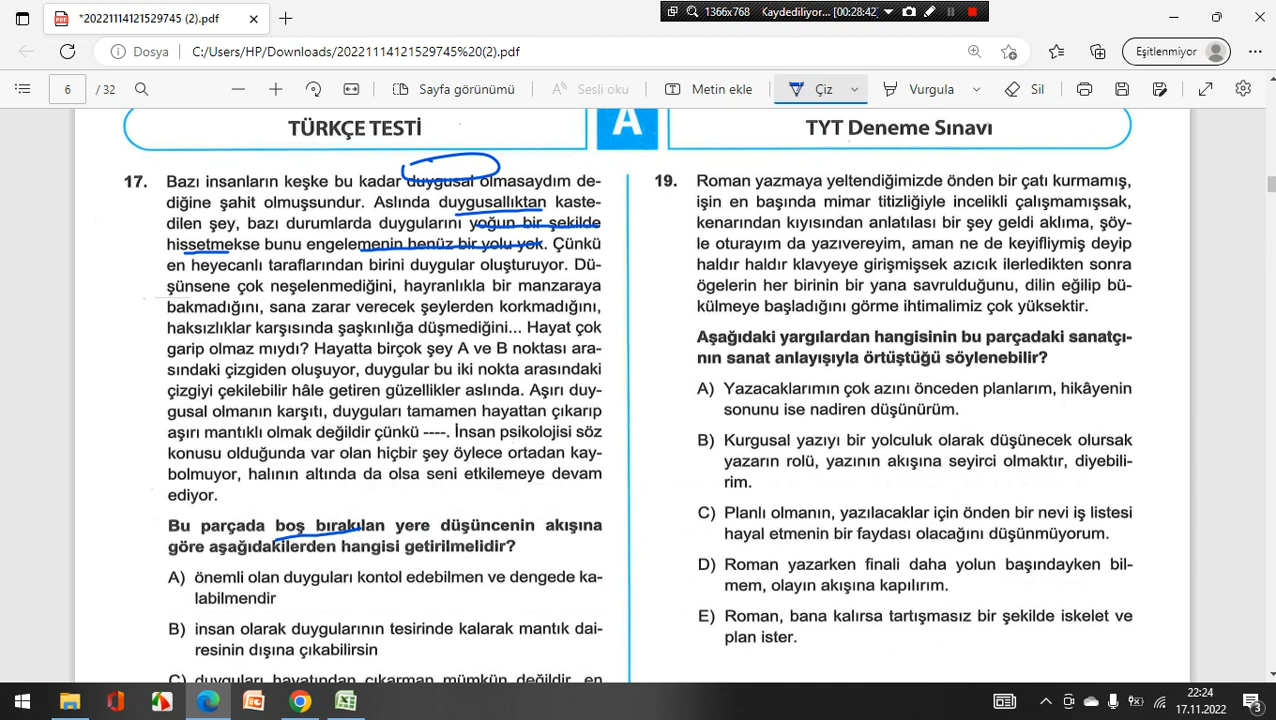 *20221114121529745 (2).pdf
1366x768 Kaydediliyor... [00:28:42]
Dosya C:/Users/HP/Downloads/20221114121529745%20(2).pdf
Eşitlenmiyor
6 / 32 Sayfa görünümü Sesli oku Metin ekle Çiz Vurgula Sil
TÜRKÇE TESTİ
A
TYT Deneme Sınavı
17. Bazı insanların keşke bu kadar duygusal olmasaydım de-
diğine şahit olmuşsundur. Aslında duygusallıktan kaste-
dilen şey, bazı durumlarda duygularını yoğun bir şekilde
hissetmekse bunu engelemenin henüz bir yolu yok. Çünkü
en heyecanlı taraflarından birini duygular oluşturuyor. Dü-
şünsene çok neşelenmediğini, hayranlıkla bir manzaraya
bakmadığını, sana zarar verecek şeylerden korkmadığını,
haksızlıklar karşısında şaşkınlığa düşmediğini... Hayat çok
garip olmaz mıydı? Hayatta birçok şey A ve B noktası ara-
sındaki çizgiden oluşuyor, duygular bu iki nokta arasındaki
çizgiyi çekilebilir hâle getiren güzellikler aslında. Aşırı duy-
gusal olmanın karşıtı, duyguları tamamen hayattan çıkarıp
aşırı mantıklı olmak değildir çünkü ----. İnsan psikolojisi söz
konusu olduğunda var olan hiçbir şey öylece ortadan kay-
bolmuyor, halının altında da olsa seni etkilemeye devam
ediyor.
Bu parçada boş bırakılan yere düşüncenin akışına
göre aşağıdakilerden hangisi getirilmelidir?
A) önemli olan duyguları kontol edebilmen ve dengede ka-
labilmendir
B) insan olarak duygularının tesirinde kalarak mantık dai-
resinin dışına çıkabilirsin
C) duyguları hayatından çıkarman mümkün değildir, en
19. Roman yazmaya yeltendiğimizde önden bir çatı kurmamış,
işin en başında mimar titizliğiyle incelikli çalışmamışsak,
kenarından kıyısından anlatılası bir şey geldi aklıma, şöy-
le oturayım da yazıvereyim, aman ne de keyifliymiş deyip
haldır haldır klavyeye girişmişsek azıcık ilerledikten sonra
ögelerin her birinin bir yana savrulduğunu, dilin eğilip bü-
külmeye başladığını görme ihtimalimiz çok yüksektir.
Aşağıdaki yargılardan hangisinin bu parçadaki sanatçı-
nın sanat anlayışıyla örtüştüğü söylenebilir?
A) Yazacaklarımın çok azını önceden planlarım, hikâyenin
sonunu ise nadiren düşünürüm.
B) Kurgusal yazıyı bir yolculuk olarak düşünecek olursak
yazarın rolü, yazının akışına seyirci olmaktır, diyebili-
rim.
C) Planlı olmanın, yazılacaklar için önden bir nevi iş listesi
hayal etmenin bir faydası olacağını düşünmüyorum.
D) Roman yazarken finali daha yolun başındayken bil-
mem, olayın akışına kapılırım.
E) Roman, bana kalırsa tartışmasız bir şekilde iskelet ve
plan ister.
22:24
17.11.2022
3